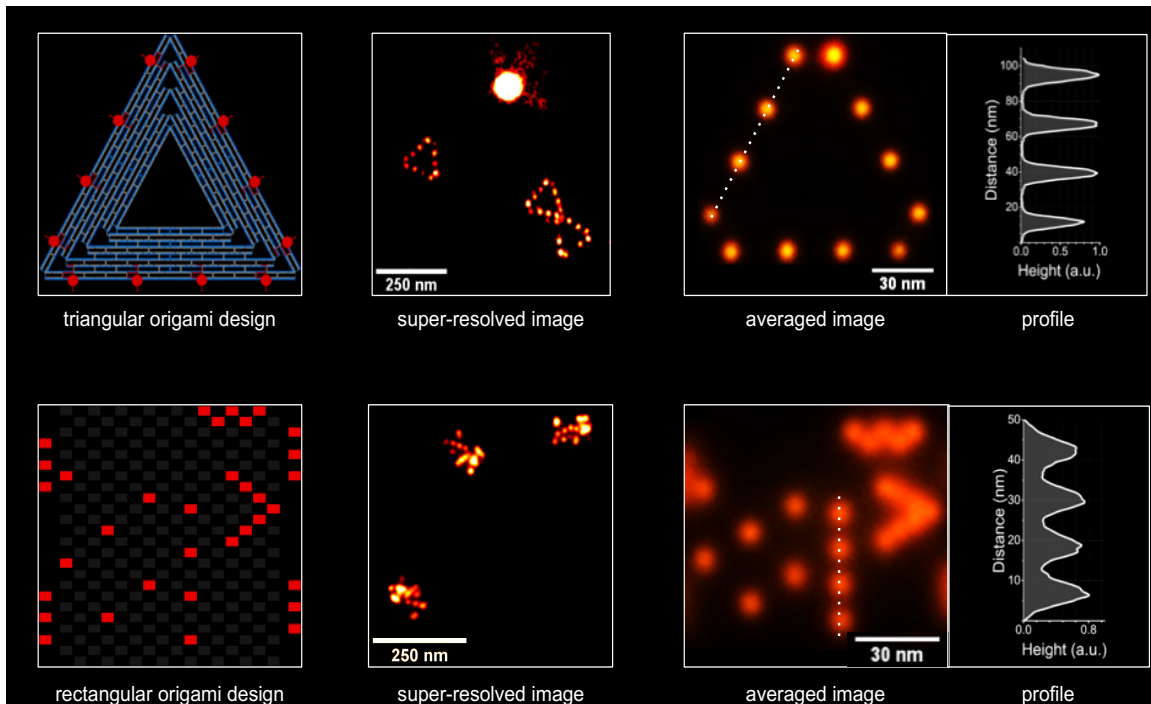 250 nm
30 nm
100
80
60
40
20
Distance (nm)
0.0 0.5 1.0
Height (a.u.)
triangular origami design
super-resolved image
averaged image
profile
250 nm
30 nm
50
40
30
20
10
Distance (nm)
0.0 0.8
Height (a.u.)
rectangular origami design
super-resolved image
averaged image
profile